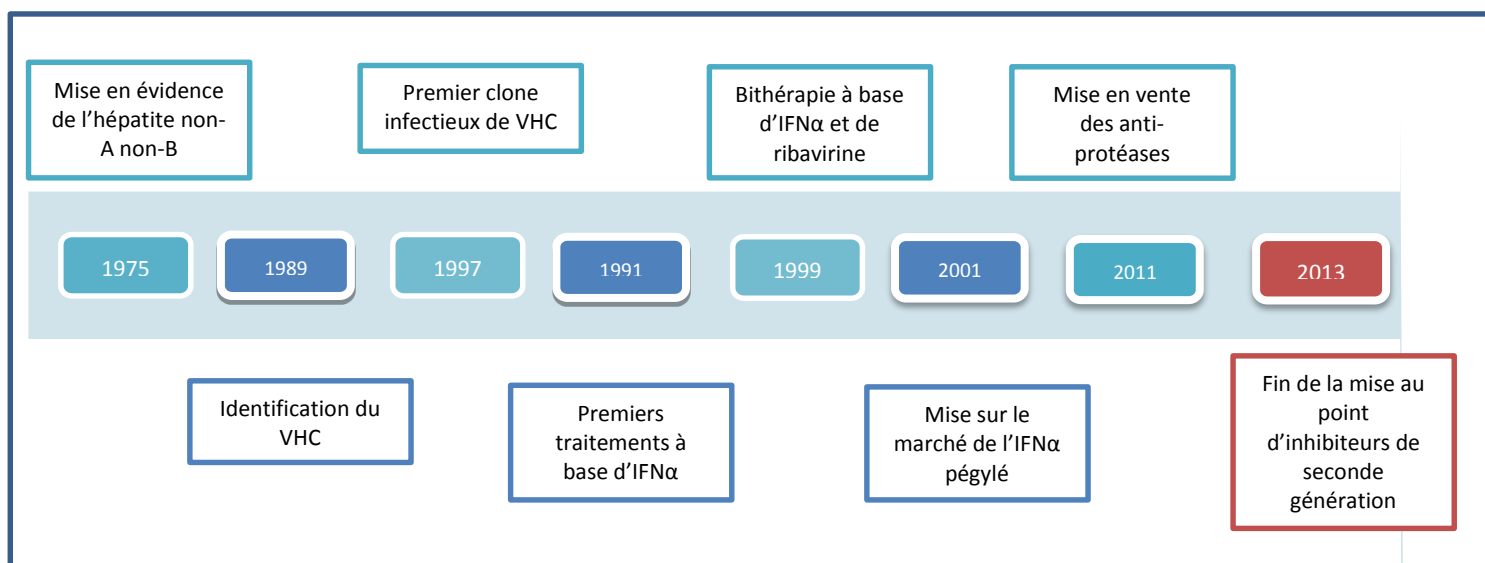 Mise en évidence
de l'hépatite non-
A non-B
Premier clone
infectieux de VHC
Bithérapie à base
d'IFNα et de
ribavirine
Mise en vente
des anti-
protéases
1975
1989
1997
1991
1999
2001
2011
2013
Identification du
VHC
Premiers
traitements à
base d'IFNα
Mise sur le
marché de l'IFNα
pégylé
Fin de la mise au
point
d'inhibiteurs de
seconde
génération